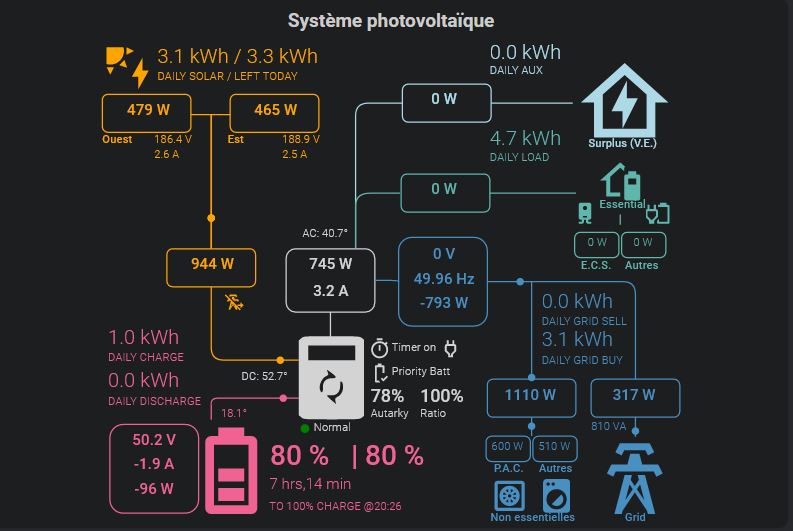 Système photovoltaïque
3.1 kWh / 3.3 kWh
DAILY SOLAR / LEFT TODAY
479 W
465 W
Ouest
186.4 V
2.6 A
Est
188.9 V
2.5 A
0.0 kWh
DAILY AUX
0 W
Surplus (V.E.)
4.7 kWh
DAILY LOAD
0 W
Essential
0 W
0 W
E.C.S.
Autres
AC: 40.7°
944 W
745 W
3.2 A
0 V
49.96 Hz
-793 W
0.0 kWh
DAILY GRID SELL
3.1 kWh
DAILY GRID BUY
1.0 kWh
DAILY CHARGE
0.0 kWh
DAILY DISCHARGE
DC: 52.7°
Timer on
Priority Batt
78%
100%
Autarky
Ratio
Normal
1110 W
317 W
810 VA
600 W
510 W
P.A.C.
Autres
Non essentielles
Grid
18.1°
50.2 V
-1.9 A
-96 W
80 % | 80 %
7 hrs,14 min
TO 100% CHARGE @20:26